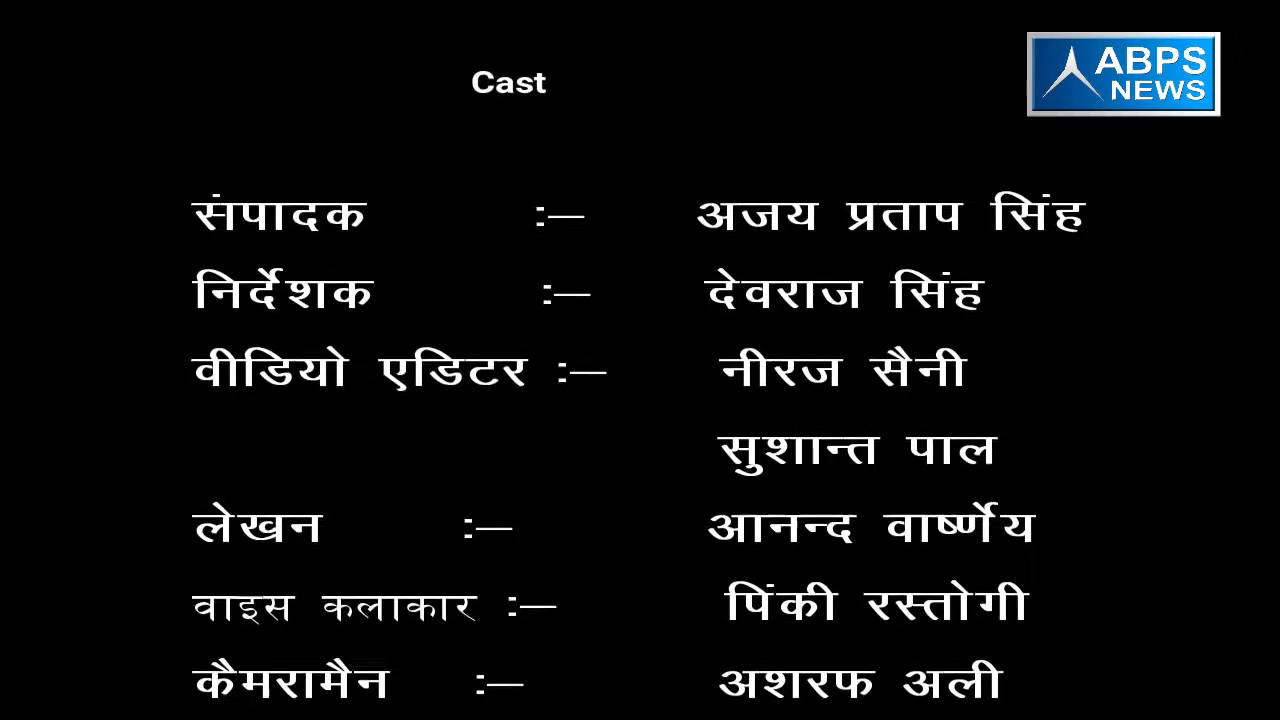 ABPS
NEWS
Cast
संपादक :— अजय प्रताप सिंह
निर्देशक :— देवराज सिंह
वीडियो एडिटर :— नीरज सैनी
सुशान्त पाल
लेखन :— आनन्द वार्ष्णेय
वाइस कलाकार :— पिंकी रस्तोगी
कैमरामैन :— अशरफ अली